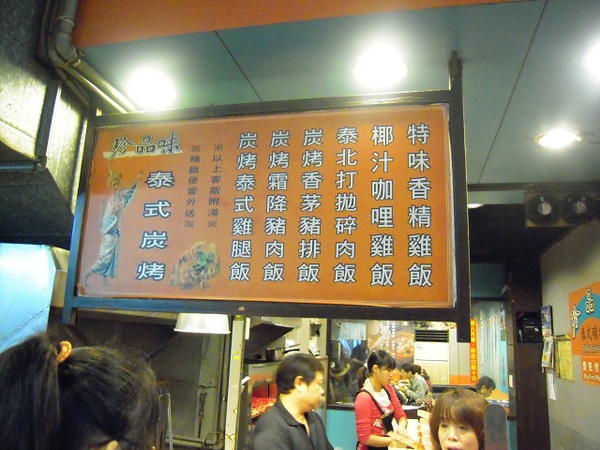 特味香精雞飯
椰汁咖哩雞飯
泰北打拋碎肉飯
炭烤香茅豬排飯
炭烤霜降豬肉飯
炭烤泰式雞腿飯
※以上客飯附湯※
※精緻便當外送※
珍品味
泰式炭烤